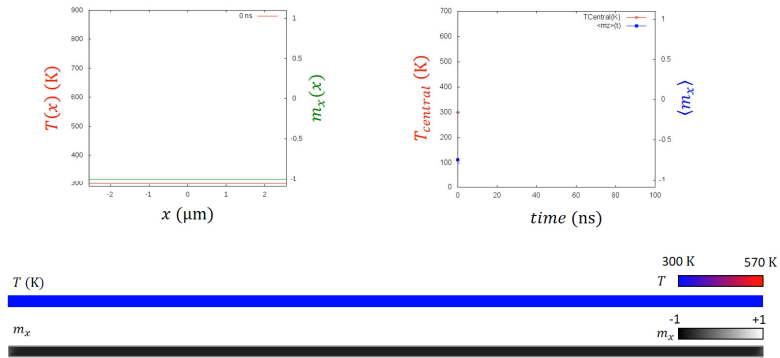 0 ns
900
800
700
600
500
400
300
1
0.5
0
-0.5
-1
-2
-1
0
1
2
T(x) (K)
m_x(x)
x (μm)
TCentral(K)
<mz>(t)
700
600
500
400
300
200
100
0
1
0.5
0
-0.5
-1
0
20
40
60
80
100
T_central (K)
⟨m_x⟩
time (ns)
300 K 570 K
T (K)
T
-1 +1
m_x
m_x